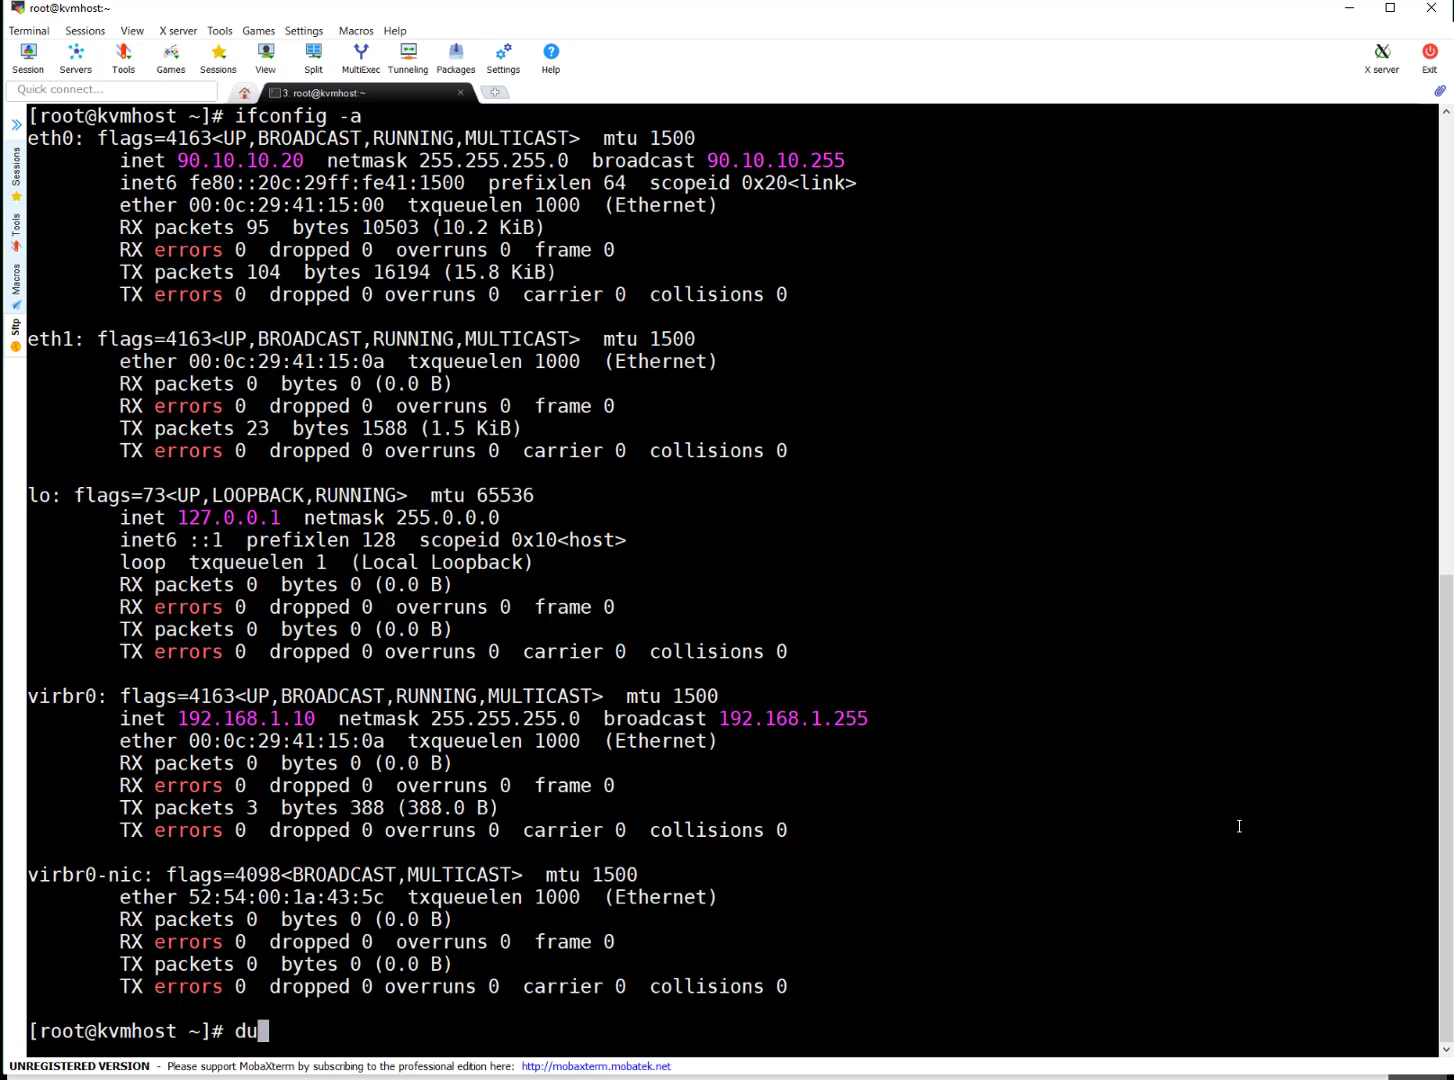 root@kvmhost:~
Terminal Sessions View X server Tools Games Settings Macros Help
Session Servers Tools Games Sessions View Split MultiExec Tunneling Packages Settings Help X server Exit
Quick connect...
3. root@kvmhost:~
Sessions
Tools
Macros
Sftp
[root@kvmhost ~]# ifconfig -a
eth0: flags=4163<UP,BROADCAST,RUNNING,MULTICAST>  mtu 1500
        inet 90.10.10.20  netmask 255.255.255.0  broadcast 90.10.10.255
        inet6 fe80::20c:29ff:fe41:1500  prefixlen 64  scopeid 0x20<link>
        ether 00:0c:29:41:15:00  txqueuelen 1000  (Ethernet)
        RX packets 95  bytes 10503 (10.2 KiB)
        RX errors 0  dropped 0  overruns 0  frame 0
        TX packets 104  bytes 16194 (15.8 KiB)
        TX errors 0  dropped 0 overruns 0  carrier 0  collisions 0
eth1: flags=4163<UP,BROADCAST,RUNNING,MULTICAST>  mtu 1500
        ether 00:0c:29:41:15:0a  txqueuelen 1000  (Ethernet)
        RX packets 0  bytes 0 (0.0 B)
        RX errors 0  dropped 0  overruns 0  frame 0
        TX packets 23  bytes 1588 (1.5 KiB)
        TX errors 0  dropped 0 overruns 0  carrier 0  collisions 0
lo: flags=73<UP,LOOPBACK,RUNNING>  mtu 65536
        inet 127.0.0.1  netmask 255.0.0.0
        inet6 ::1  prefixlen 128  scopeid 0x10<host>
        loop  txqueuelen 1  (Local Loopback)
        RX packets 0  bytes 0 (0.0 B)
        RX errors 0  dropped 0  overruns 0  frame 0
        TX packets 0  bytes 0 (0.0 B)
        TX errors 0  dropped 0 overruns 0  carrier 0  collisions 0
virbr0: flags=4163<UP,BROADCAST,RUNNING,MULTICAST>  mtu 1500
        inet 192.168.1.10  netmask 255.255.255.0  broadcast 192.168.1.255
        ether 00:0c:29:41:15:0a  txqueuelen 1000  (Ethernet)
        RX packets 0  bytes 0 (0.0 B)
        RX errors 0  dropped 0  overruns 0  frame 0
        TX packets 3  bytes 388 (388.0 B)
        TX errors 0  dropped 0 overruns 0  carrier 0  collisions 0
virbr0-nic: flags=4098<BROADCAST,MULTICAST>  mtu 1500
        ether 52:54:00:1a:43:5c  txqueuelen 1000  (Ethernet)
        RX packets 0  bytes 0 (0.0 B)
        RX errors 0  dropped 0  overruns 0  frame 0
        TX packets 0  bytes 0 (0.0 B)
        TX errors 0  dropped 0 overruns 0  carrier 0  collisions 0
[root@kvmhost ~]# du
UNREGISTERED VERSION - Please support MobaXterm by subscribing to the professional edition here: http://mobaxterm.mobatek.net